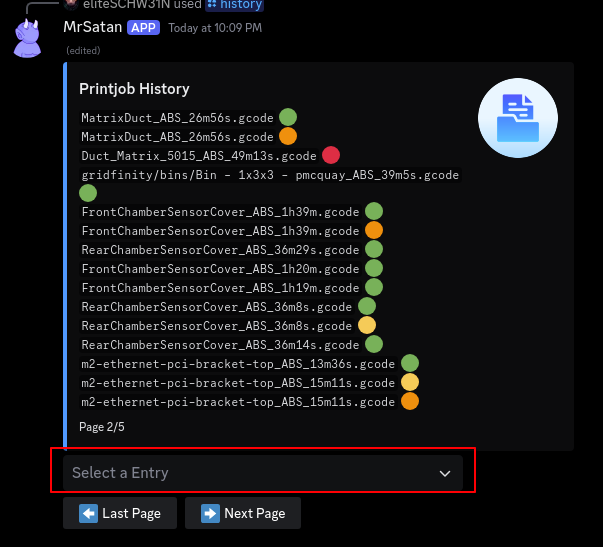 eliteSCHW31N used history
MrSatan APP Today at 10:09 PM
(edited)
Printjob History
MatrixDuct_ABS_26m56s.gcode
MatrixDuct_ABS_26m56s.gcode
Duct_Matrix_5015_ABS_49m13s.gcode
gridfinity/bins/Bin - 1x3x3 - pmcquay_ABS_39m5s.gcode
FrontChamberSensorCover_ABS_1h39m.gcode
FrontChamberSensorCover_ABS_1h39m.gcode
RearChamberSensorCover_ABS_36m29s.gcode
FrontChamberSensorCover_ABS_1h20m.gcode
FrontChamberSensorCover_ABS_1h19m.gcode
RearChamberSensorCover_ABS_36m8s.gcode
RearChamberSensorCover_ABS_36m8s.gcode
RearChamberSensorCover_ABS_36m14s.gcode
m2-ethernet-pci-bracket-top_ABS_13m36s.gcode
m2-ethernet-pci-bracket-top_ABS_15m11s.gcode
m2-ethernet-pci-bracket-top_ABS_15m11s.gcode
Page 2/5
Select a Entry
Last Page
Next Page